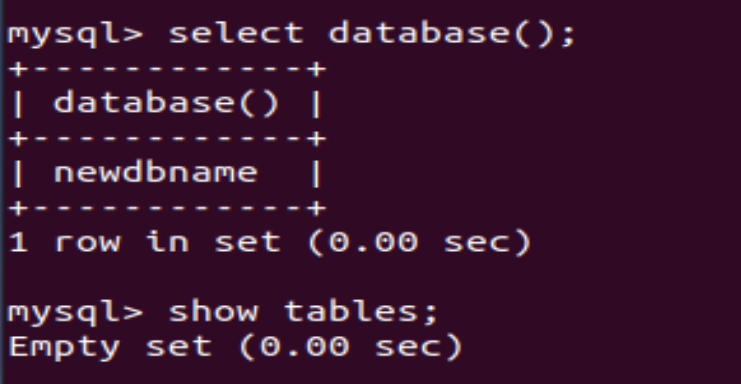 mysql> select database();
+------------+
| database() |
+------------+
| newdbname  |
+------------+
1 row in set (0.00 sec)

mysql> show tables;
Empty set (0.00 sec)